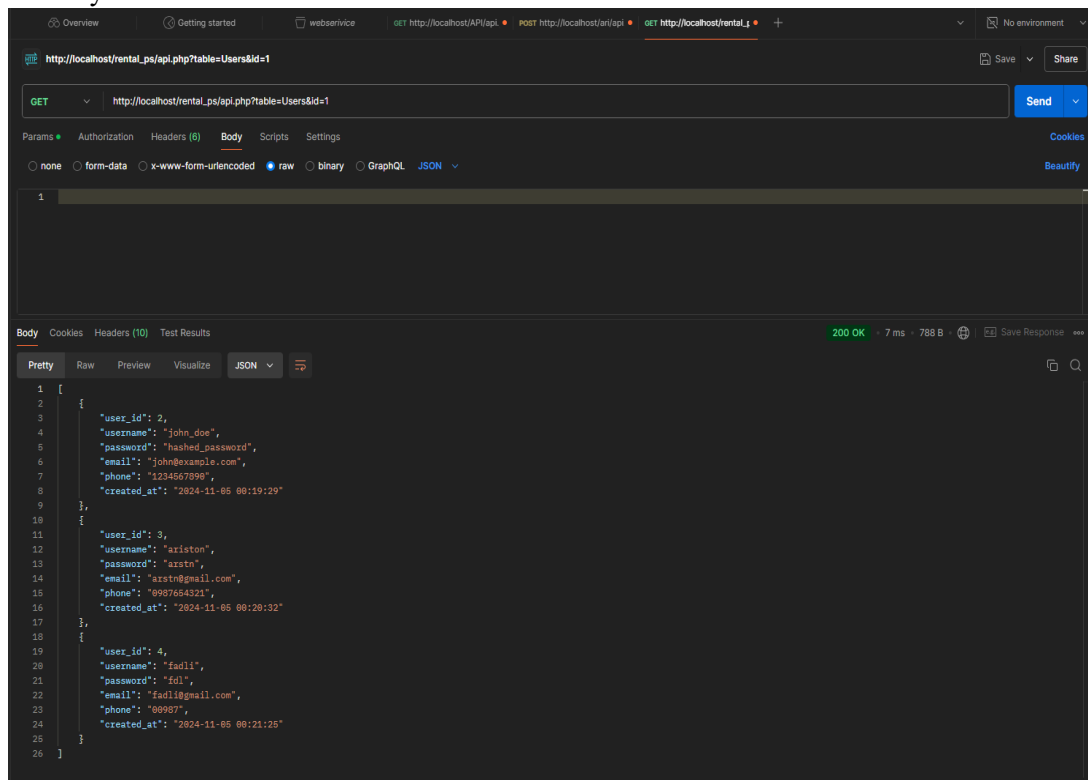 Overview Getting started webserivice GET http://localhost/API/api. POST http://localhost/ari/api GET http://localhost/rental_p + No environment
HTTP http://localhost/rental_ps/api.php?table=Users&id=1 Save Share
GET http://localhost/rental_ps/api.php?table=Users&id=1 Send
Params Authorization Headers (6) Body Scripts Settings Cookies
none form-data x-www-form-urlencoded raw binary GraphQL JSON Beautify
1
Body Cookies Headers (10) Test Results 200 OK 7 ms 788 B Save Response
Pretty Raw Preview Visualize JSON
1 [
2 {
3 "user_id": 2,
4 "username": "john_doe",
5 "password": "hashed_password",
6 "email": "john@example.com",
7 "phone": "1234567890",
8 "created_at": "2024-11-05 00:19:29"
9 },
10 {
11 "user_id": 3,
12 "username": "ariston",
13 "password": "arstn",
14 "email": "arstn@gmail.com",
15 "phone": "0987654321",
16 "created_at": "2024-11-05 00:20:32"
17 },
18 {
19 "user_id": 4,
20 "username": "fadli",
21 "password": "fdl",
22 "email": "fadli@gmail.com",
23 "phone": "00987",
24 "created_at": "2024-11-05 00:21:25"
25 }
26 ]